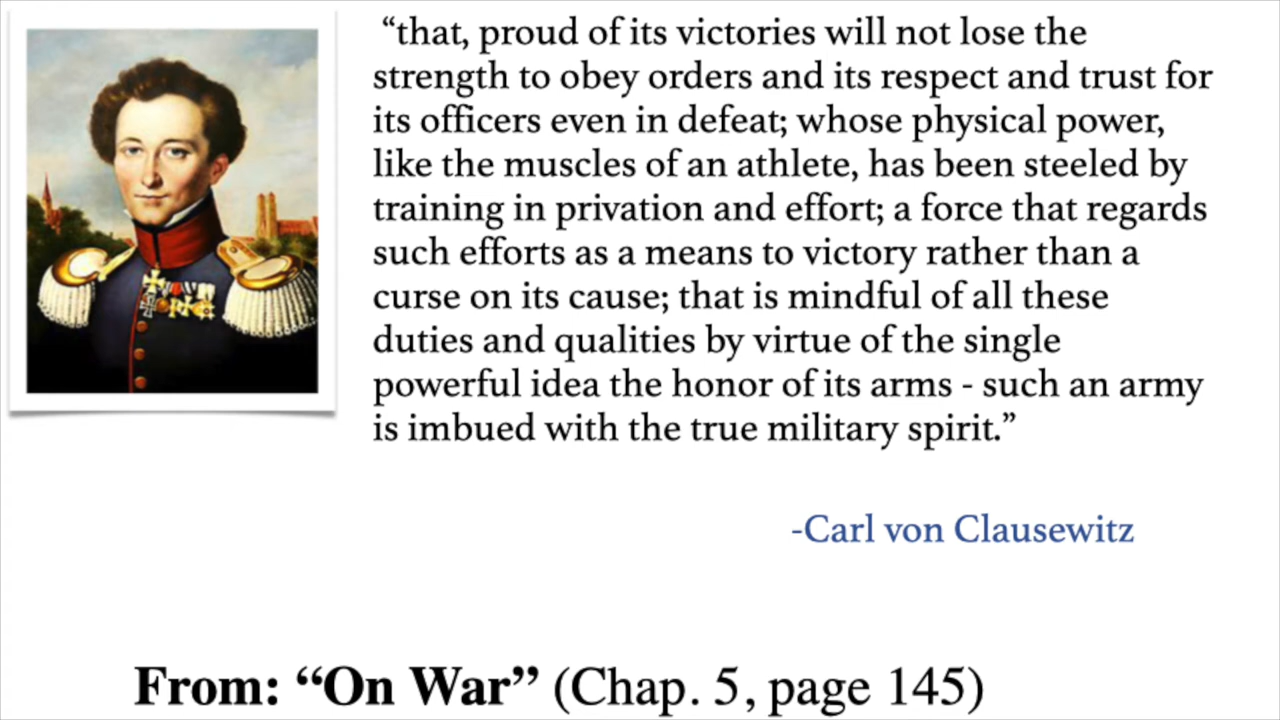 “that, proud of its victories will not lose the
strength to obey orders and its respect and trust for
its officers even in defeat; whose physical power,
like the muscles of an athlete, has been steeled by
training in privation and effort; a force that regards
such efforts as a means to victory rather than a
curse on its cause; that is mindful of all these
duties and qualities by virtue of the single
powerful idea the honor of its arms - such an army
is imbued with the true military spirit.”
-Carl von Clausewitz
From: “On War” (Chap. 5, page 145)